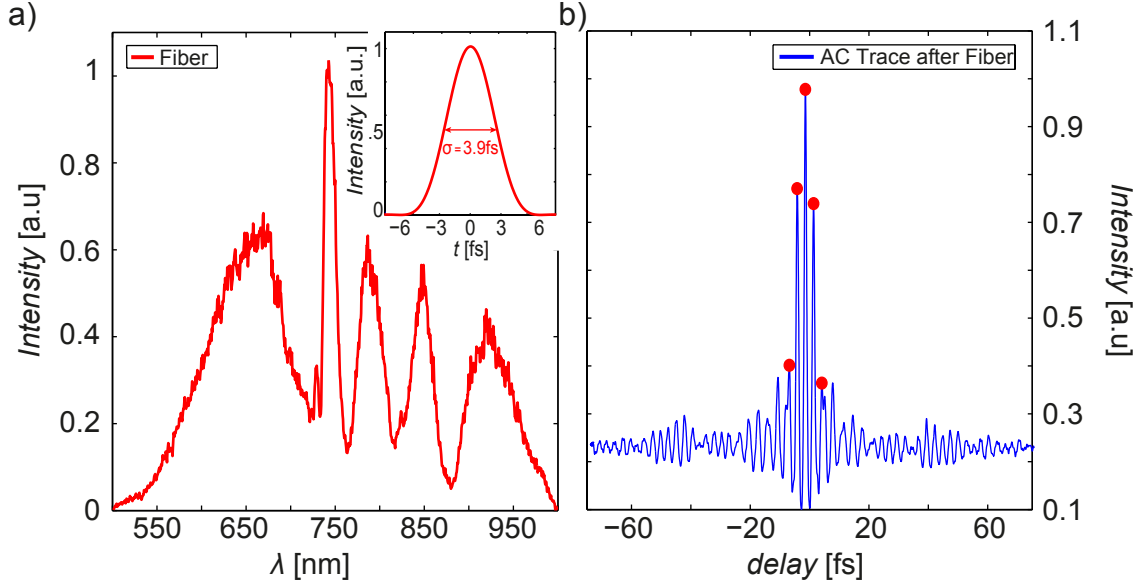 a)
Fiber
Intensity [a.u]
1
0.8
0.6
0.4
0.2
0
550
650
750
850
950
λ [nm]
Intensity [a.u.]
1
.5
0
σ = 3.9fs
−6
−3
0
3
6
t [fs]
b)
AC Trace after Fiber
1.1
0.9
0.7
0.5
0.3
0.1
Intensity [a.u]
−60
−20
20
60
delay [fs]